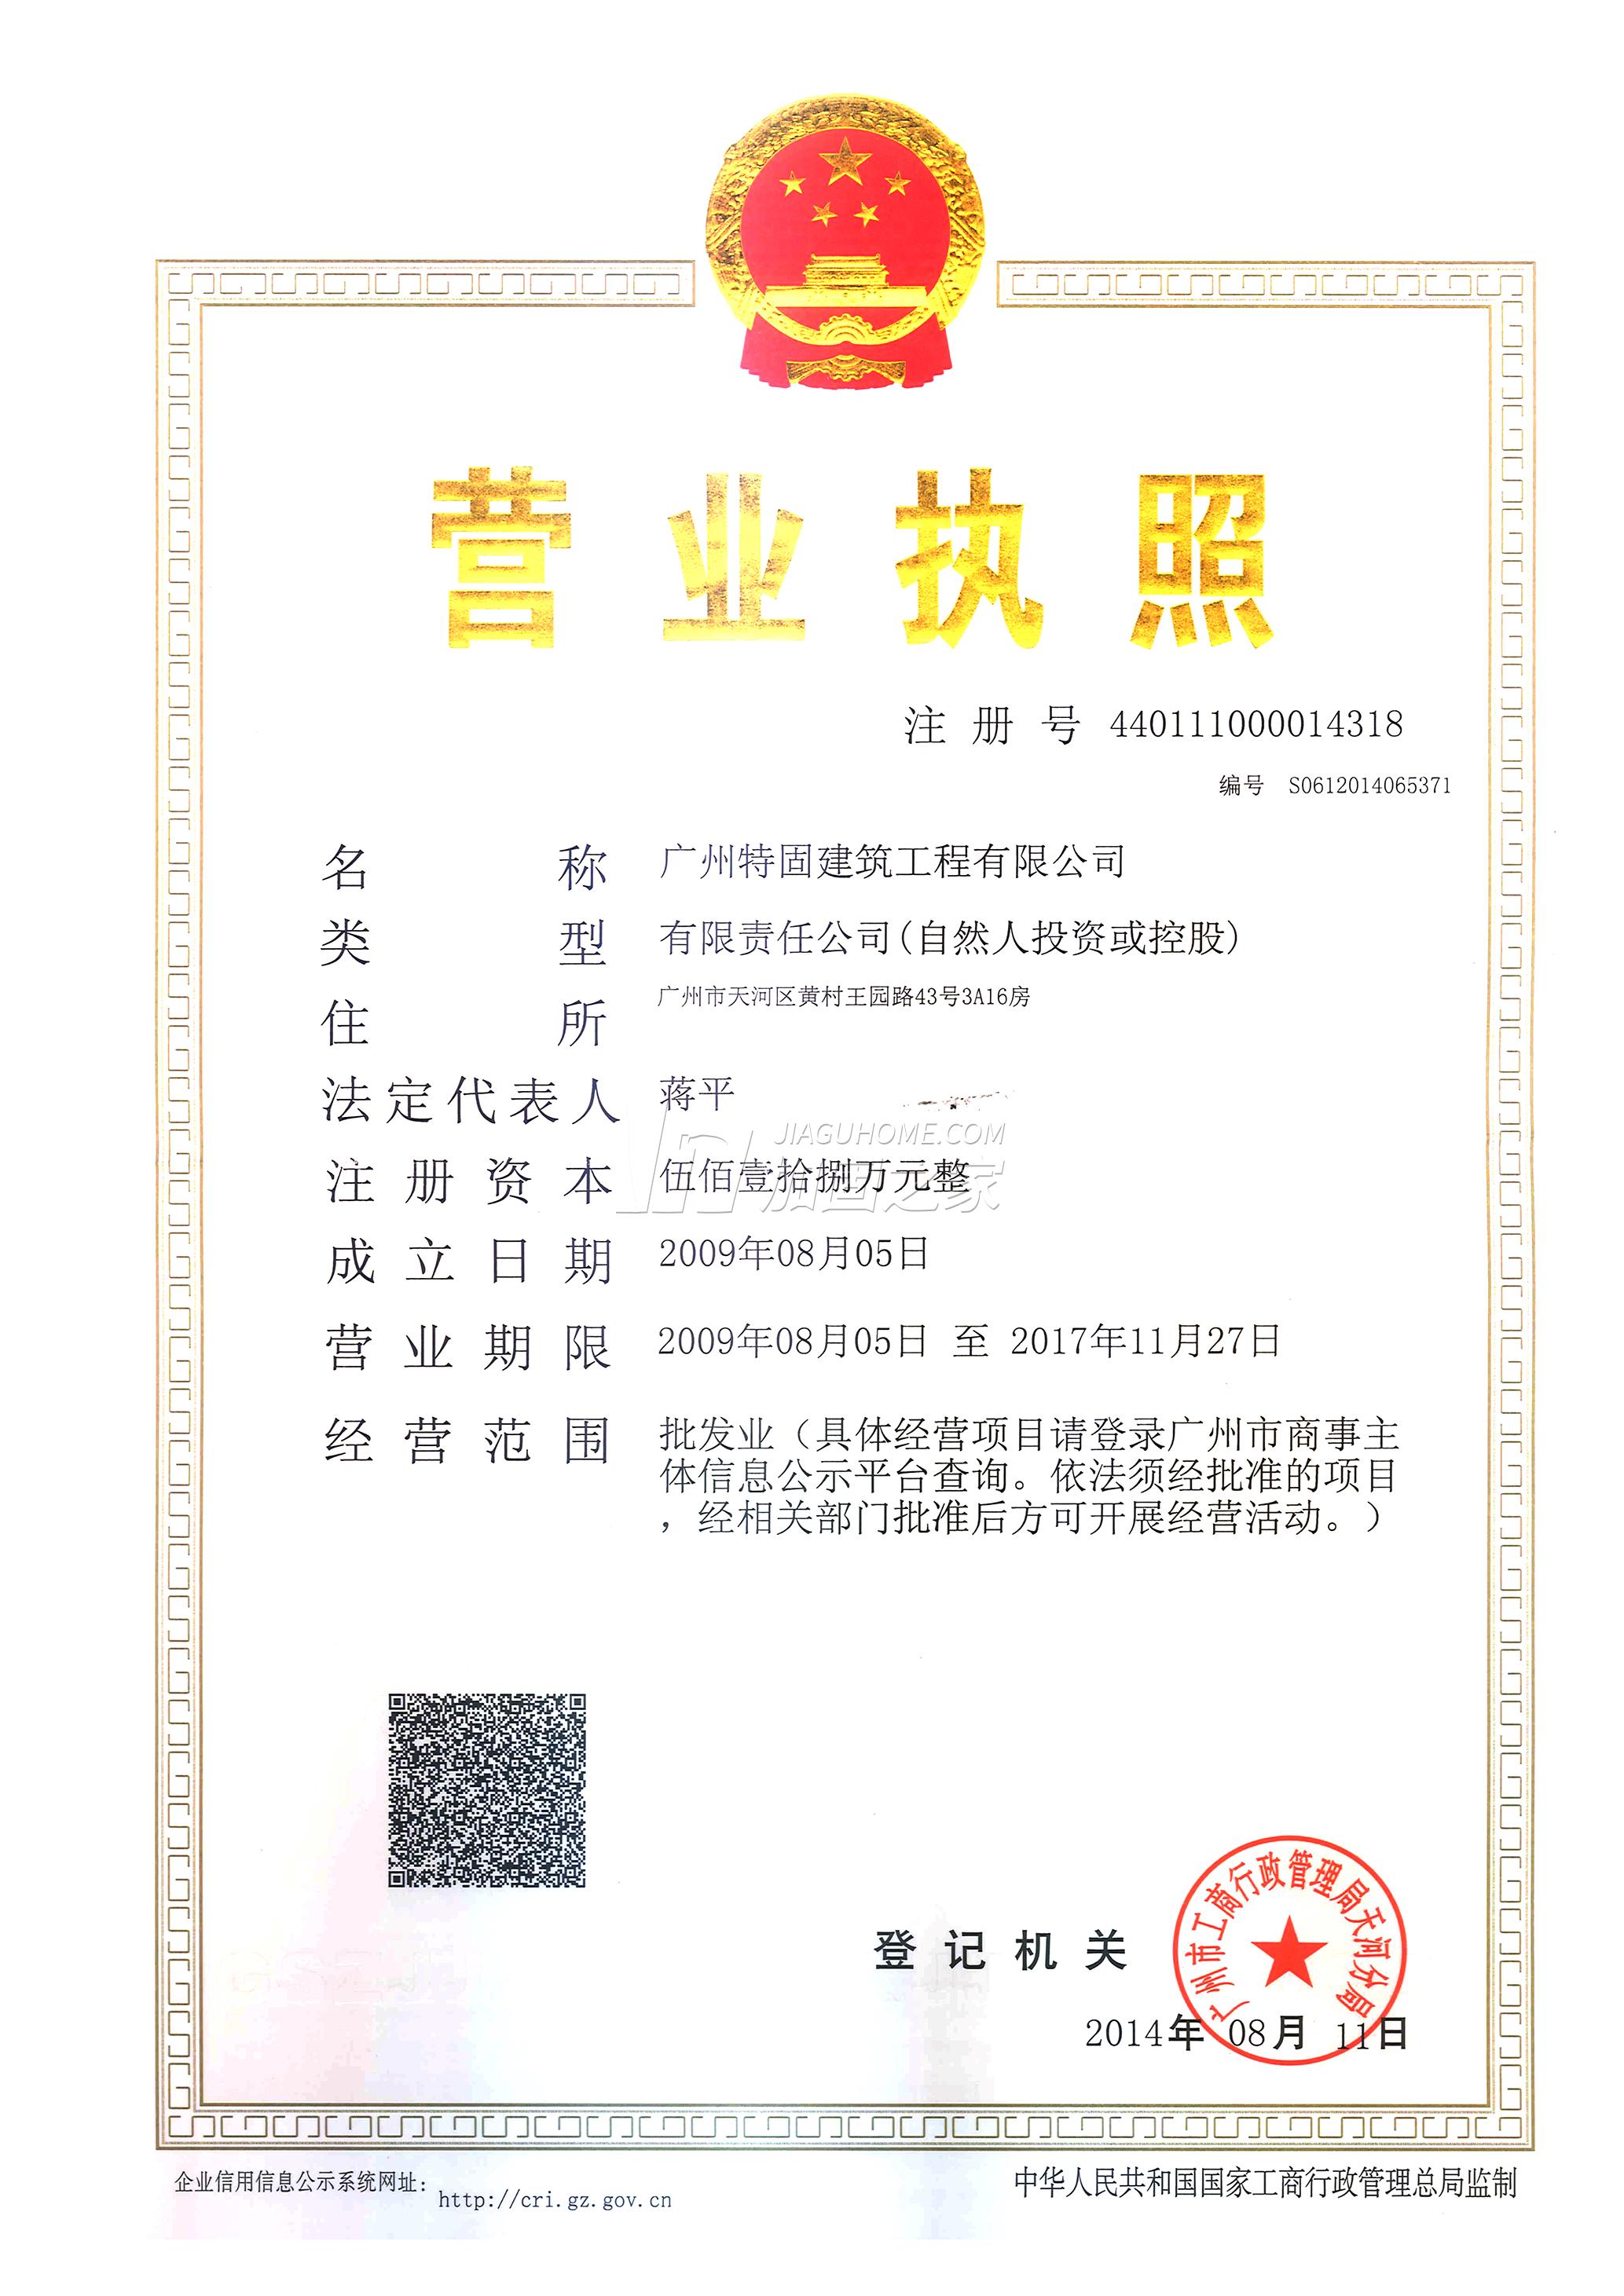 营业执照
注册号 440111000014318
编号 S0612014065371
名称 广州特固建筑工程有限公司
类型 有限责任公司(自然人投资或控股)
住所 广州市天河区黄村王园路43号3A16房
法定代表人 蒋平
JIAGUHOME.COM
加固之家
注册资本 伍佰壹拾捌万元整
成立日期 2009年08月05日
营业期限 2009年08月05日 至 2017年11月27日
经营范围 批发业（具体经营项目请登录广州市商事主
体信息公示平台查询。依法须经批准的项目
，经相关部门批准后方可开展经营活动。）
登记机关
广州市工商行政管理局天河分局
2014年 08月 11日
企业信用信息公示系统网址：http://cri.gz.gov.cn
中华人民共和国国家工商行政管理总局监制